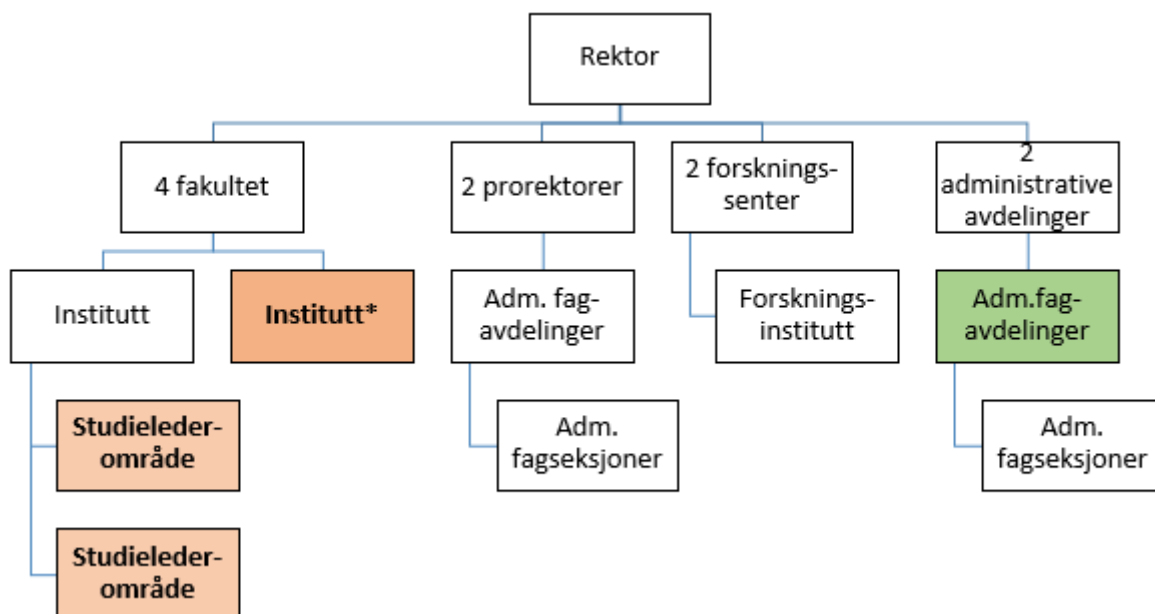 Rektor
4 fakultet
2 prorektorer
2 forsknings-
senter
2
administrative
avdelinger
Institutt
Institutt*
Adm. fag-
avdelinger
Forsknings-
institutt
Adm.fag-
avdelinger
Studieleder-
område
Adm.
fagseksjoner
Adm.
fagseksjoner
Studieleder-
område